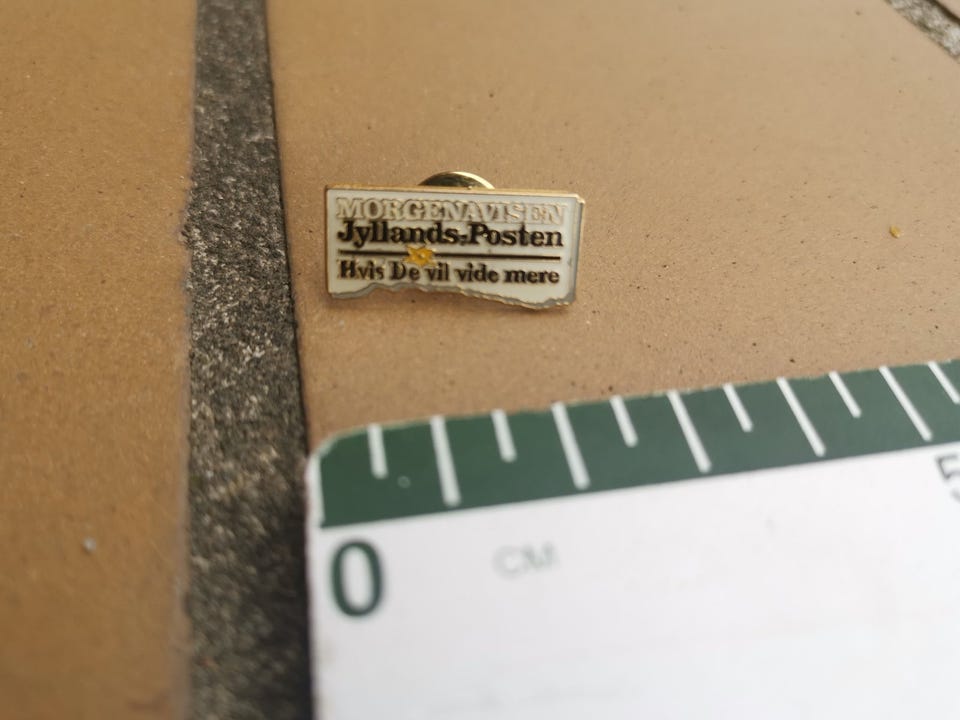 MORGENAVISEN
Jyllands-Posten
Hvis De vil vide mere
0
CM
5